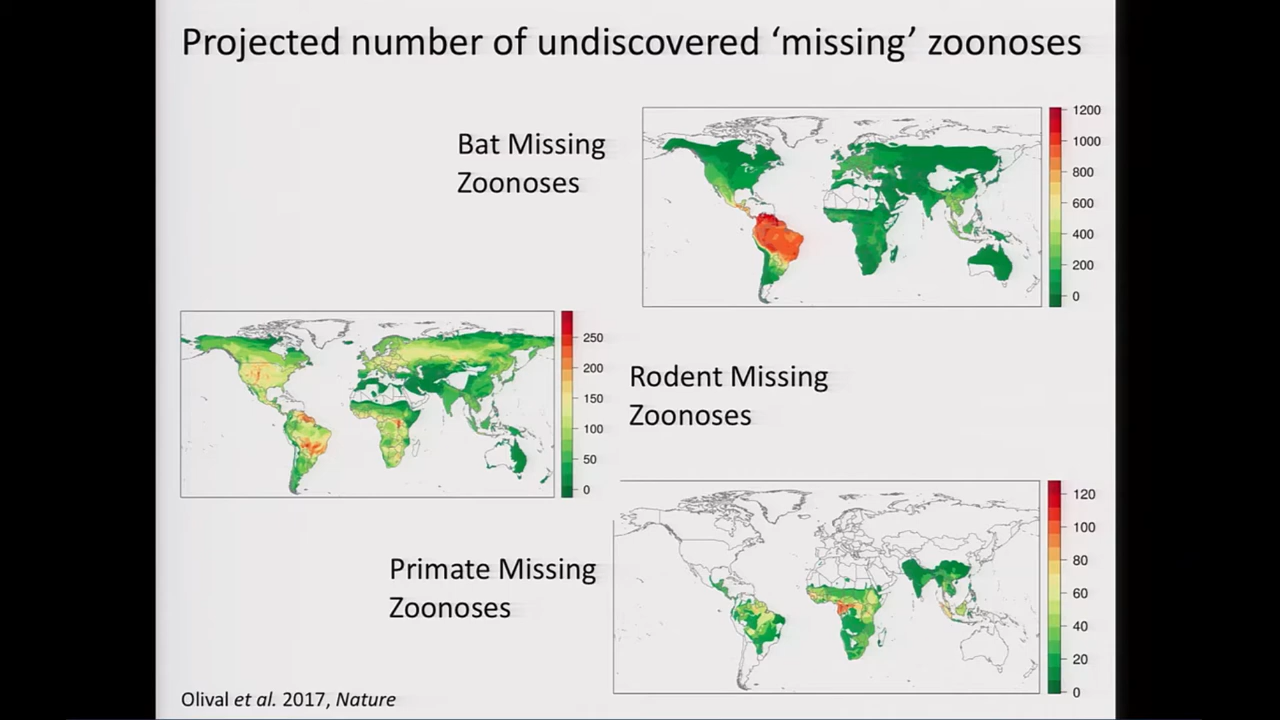 Projected number of undiscovered ‘missing’ zoonoses
Bat Missing
Zoonoses
1200
1000
800
600
400
200
0
250
200
150
100
50
0
Rodent Missing
Zoonoses
Primate Missing
Zoonoses
120
100
80
60
40
20
0
Olival et al. 2017, Nature